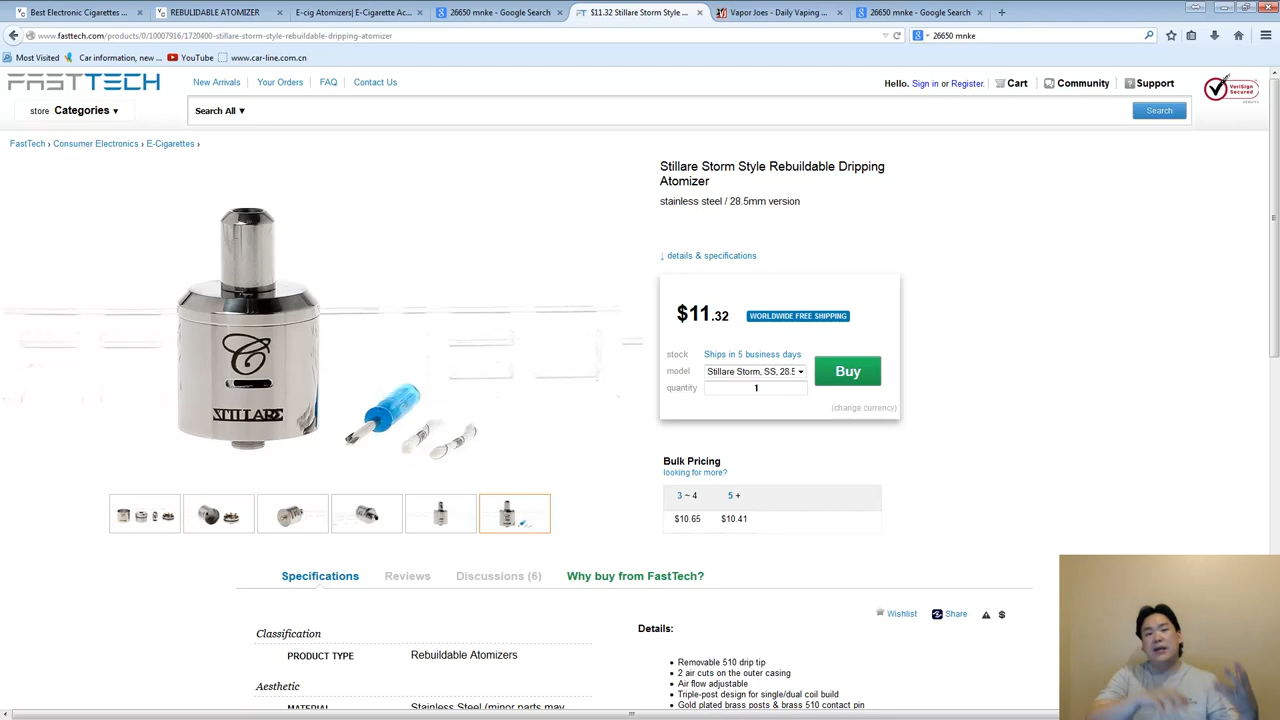 Best Electronic Cigarettes ...
REBULIDABLE ATOMIZER
E-cig Atomizers| E-Cigarette Ac...
26650 mnke - Google Search
$11.32 Stillare Storm Style ...
Vapor Joes - Daily Vaping ...
26650 mnke - Google Search
www.fasttech.com/products/0/10007916/1720400-stillare-storm-style-rebuildable-dripping-atomizer
26650 mnke
Most Visited
Car information, new ...
YouTube
www.car-line.com.cn
FASTTECH
New Arrivals
Your Orders
FAQ
Contact Us
Hello. Sign in or Register.
Cart
Community
Support
VeriSign
Secured
store Categories ▾
Search All ▾
Search
FastTech › Consumer Electronics › E-Cigarettes ›
Stillare Storm Style Rebuildable Dripping
Atomizer
stainless steel / 28.5mm version
↓ details & specifications
$11.32
WORLDWIDE FREE SHIPPING
stock Ships in 5 business days
model Stillare Storm, SS, 28.5
Buy
quantity 1
(change currency)
STILLARE
Bulk Pricing
looking for more?
3 ~ 4
5 +
$10.65
$10.41
Specifications
Reviews
Discussions (6)
Why buy from FastTech?
Wishlist
Share
Classification
PRODUCT TYPE
Rebuildable Atomizers
Aesthetic
MATERIAL
Stainless Steel (minor parts may
Details:
• Removable 510 drip tip
• 2 air cuts on the outer casing
• Air flow adjustable
• Triple-post design for single/dual coil build
• Gold plated brass posts & brass 510 contact pin